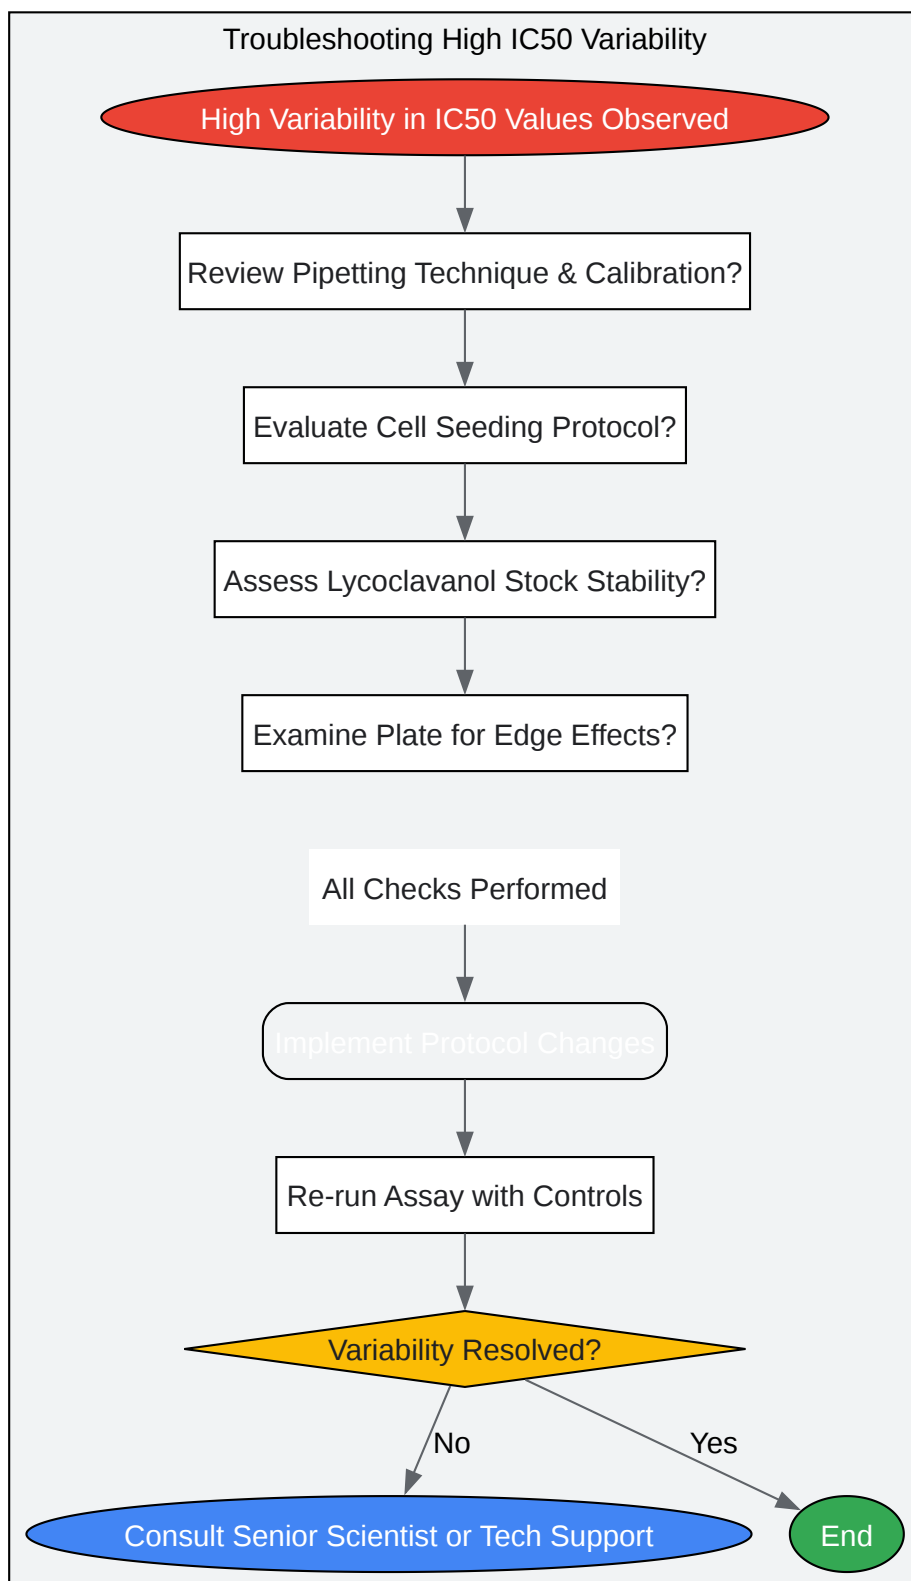 Troubleshooting High IC50 Variability
High Variability in IC50 Values Observed
Review Pipetting Technique & Calibration?
Evaluate Cell Seeding Protocol?
Assess Lycoclavanol Stock Stability?
Examine Plate for Edge Effects?
All Checks Performed
Implement Protocol Changes
Re-run Assay with Controls
Variability Resolved?
No
Yes
Consult Senior Scientist or Tech Support
End